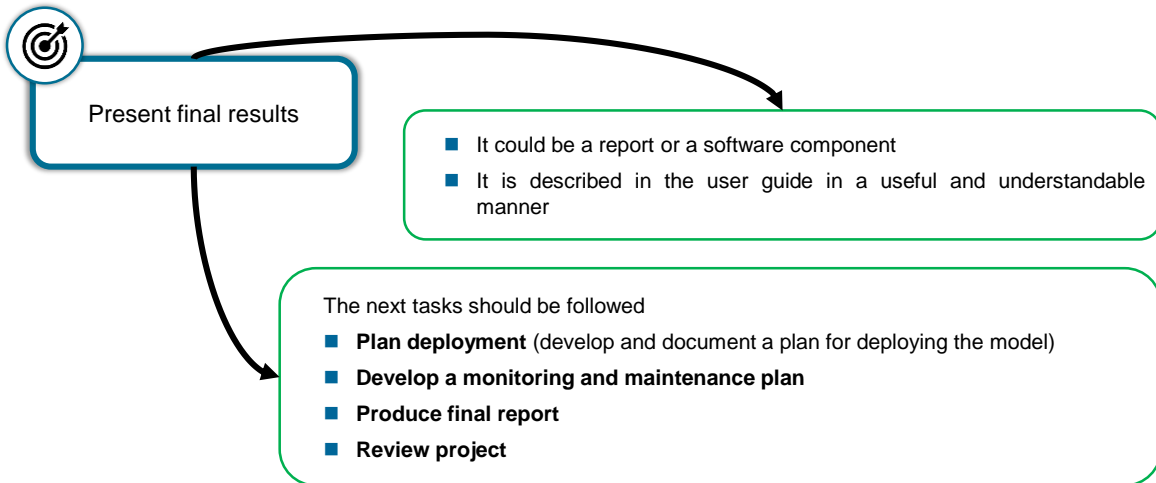 Present final results
It could be a report or a software component
It is described in the user guide in a useful and understandable
manner
The next tasks should be followed
Plan deployment (develop and document a plan for deploying the model)
Develop a monitoring and maintenance plan
Produce final report
Review project